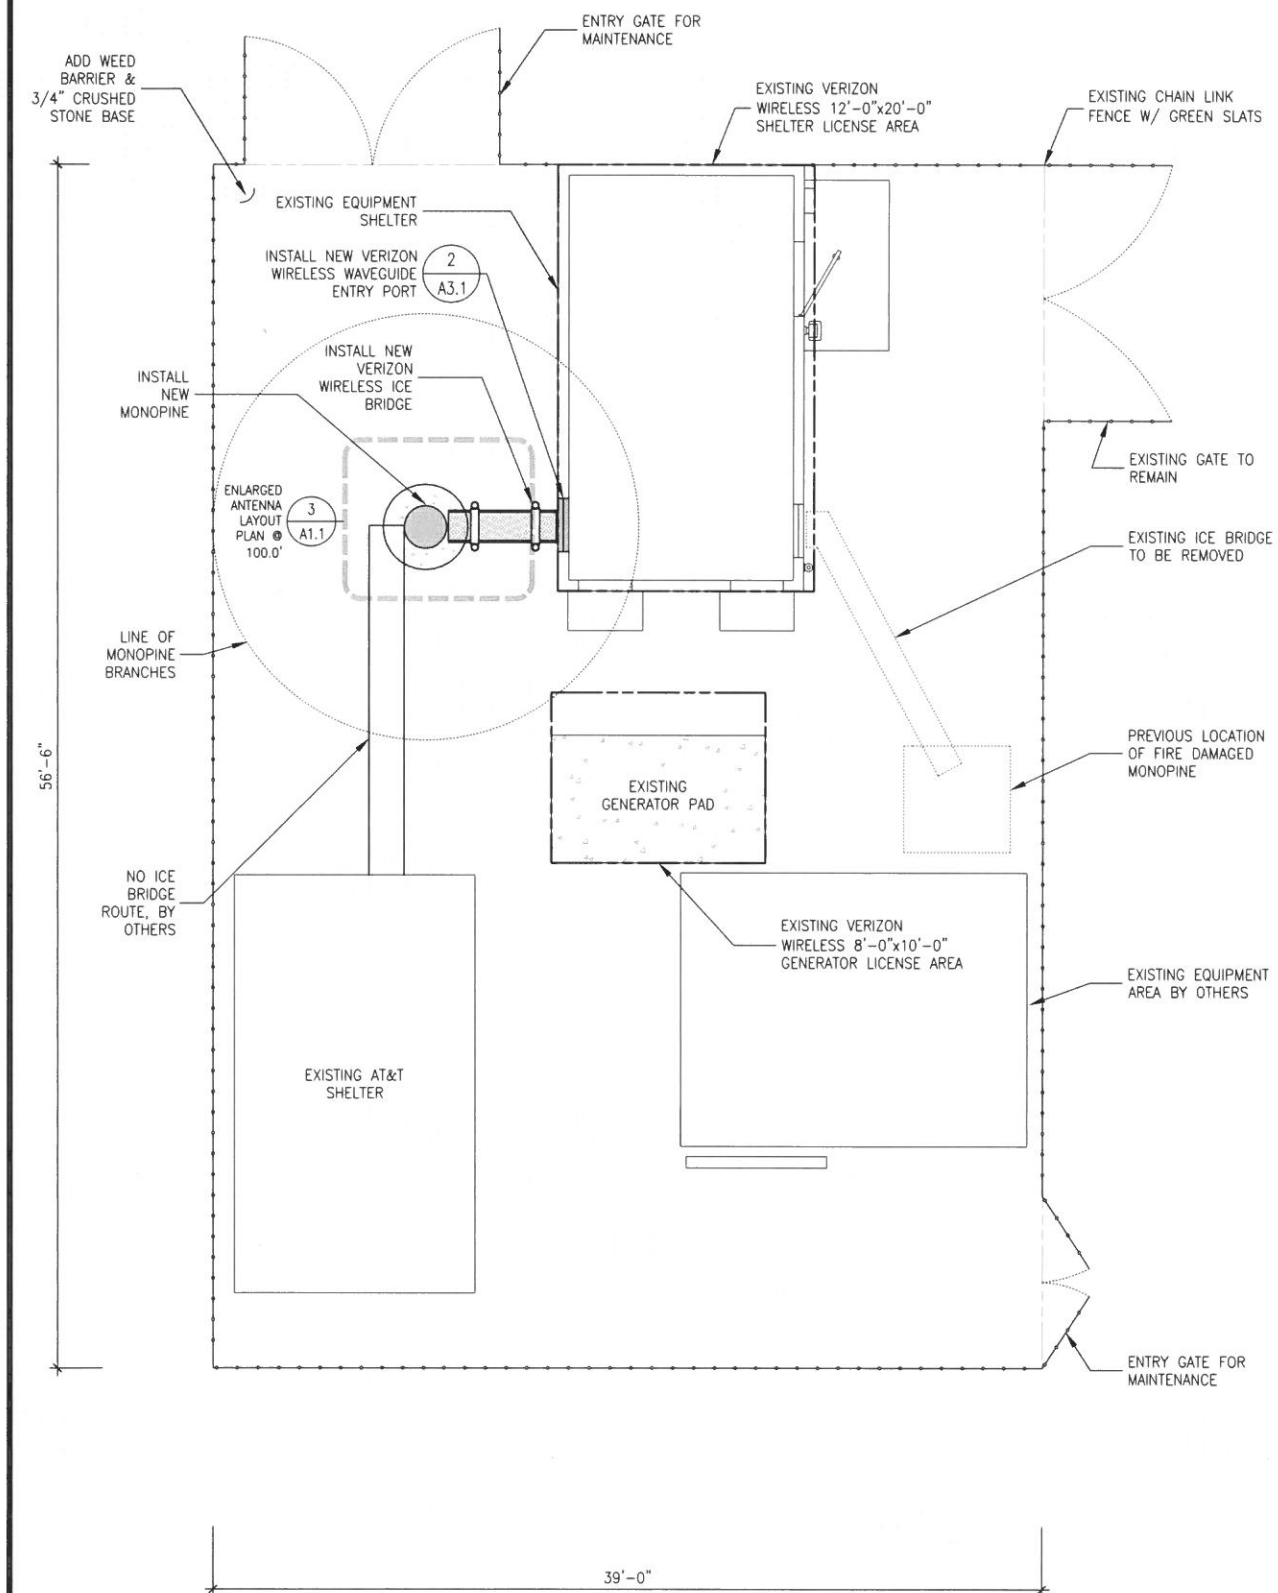 ENTRY GATE FOR
MAINTENANCE
ADD WEED
BARRIER &
3/4" CRUSHED
STONE BASE
EXISTING VERIZON
WIRELESS 12'-0"x20'-0"
SHELTER LICENSE AREA
EXISTING CHAIN LINK
FENCE W/ GREEN SLATS
EXISTING EQUIPMENT
SHELTER
INSTALL NEW VERIZON
WIRELESS WAVEGUIDE
ENTRY PORT
2
A3.1
INSTALL NEW
VERIZON
WIRELESS ICE
BRIDGE
INSTALL
NEW
MONOPINE
EXISTING GATE TO
REMAIN
ENLARGED
ANTENNA
LAYOUT
PLAN @
100.0'
3
A1.1
EXISTING ICE BRIDGE
TO BE REMOVED
LINE OF
MONOPINE
BRANCHES
PREVIOUS LOCATION
OF FIRE DAMAGED
MONOPINE
56'-6"
EXISTING
GENERATOR PAD
NO ICE
BRIDGE
ROUTE, BY
OTHERS
EXISTING VERIZON
WIRELESS 8'-0"x10'-0"
GENERATOR LICENSE AREA
EXISTING EQUIPMENT
AREA BY OTHERS
EXISTING AT&T
SHELTER
ENTRY GATE FOR
MAINTENANCE
39'-0"